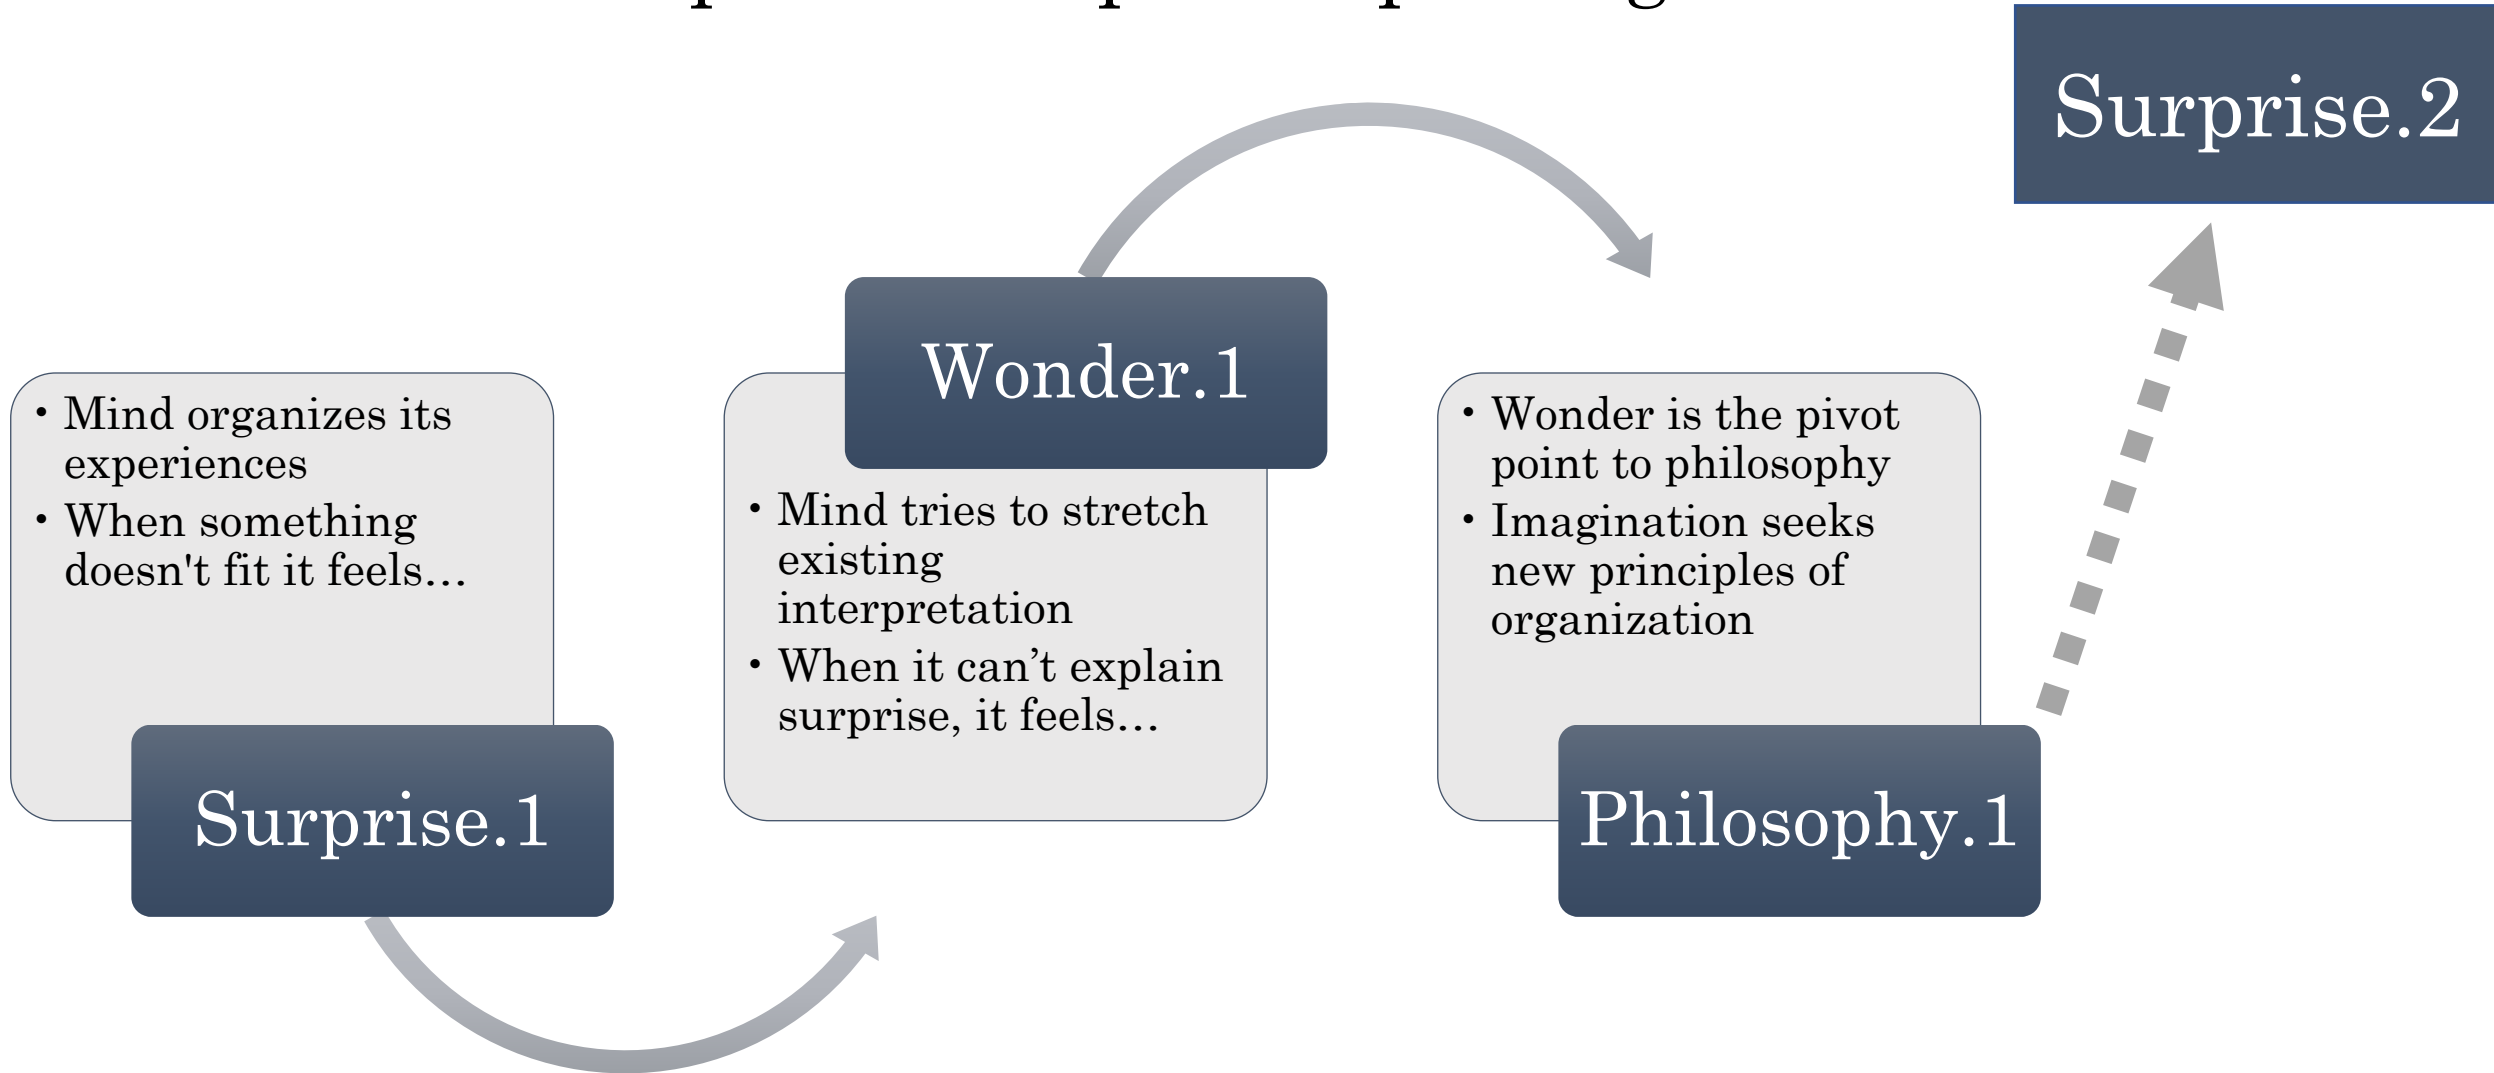 Surprise.2
Wonder.1
• Mind organizes its
experiences
• When something
doesn't fit it feels...
Surprise.1
• Mind tries to stretch
existing
interpretation
• When it can’t explain
surprise, it feels...
• Wonder is the pivot
point to philosophy
• Imagination seeks
new principles of
organization
Philosophy.1